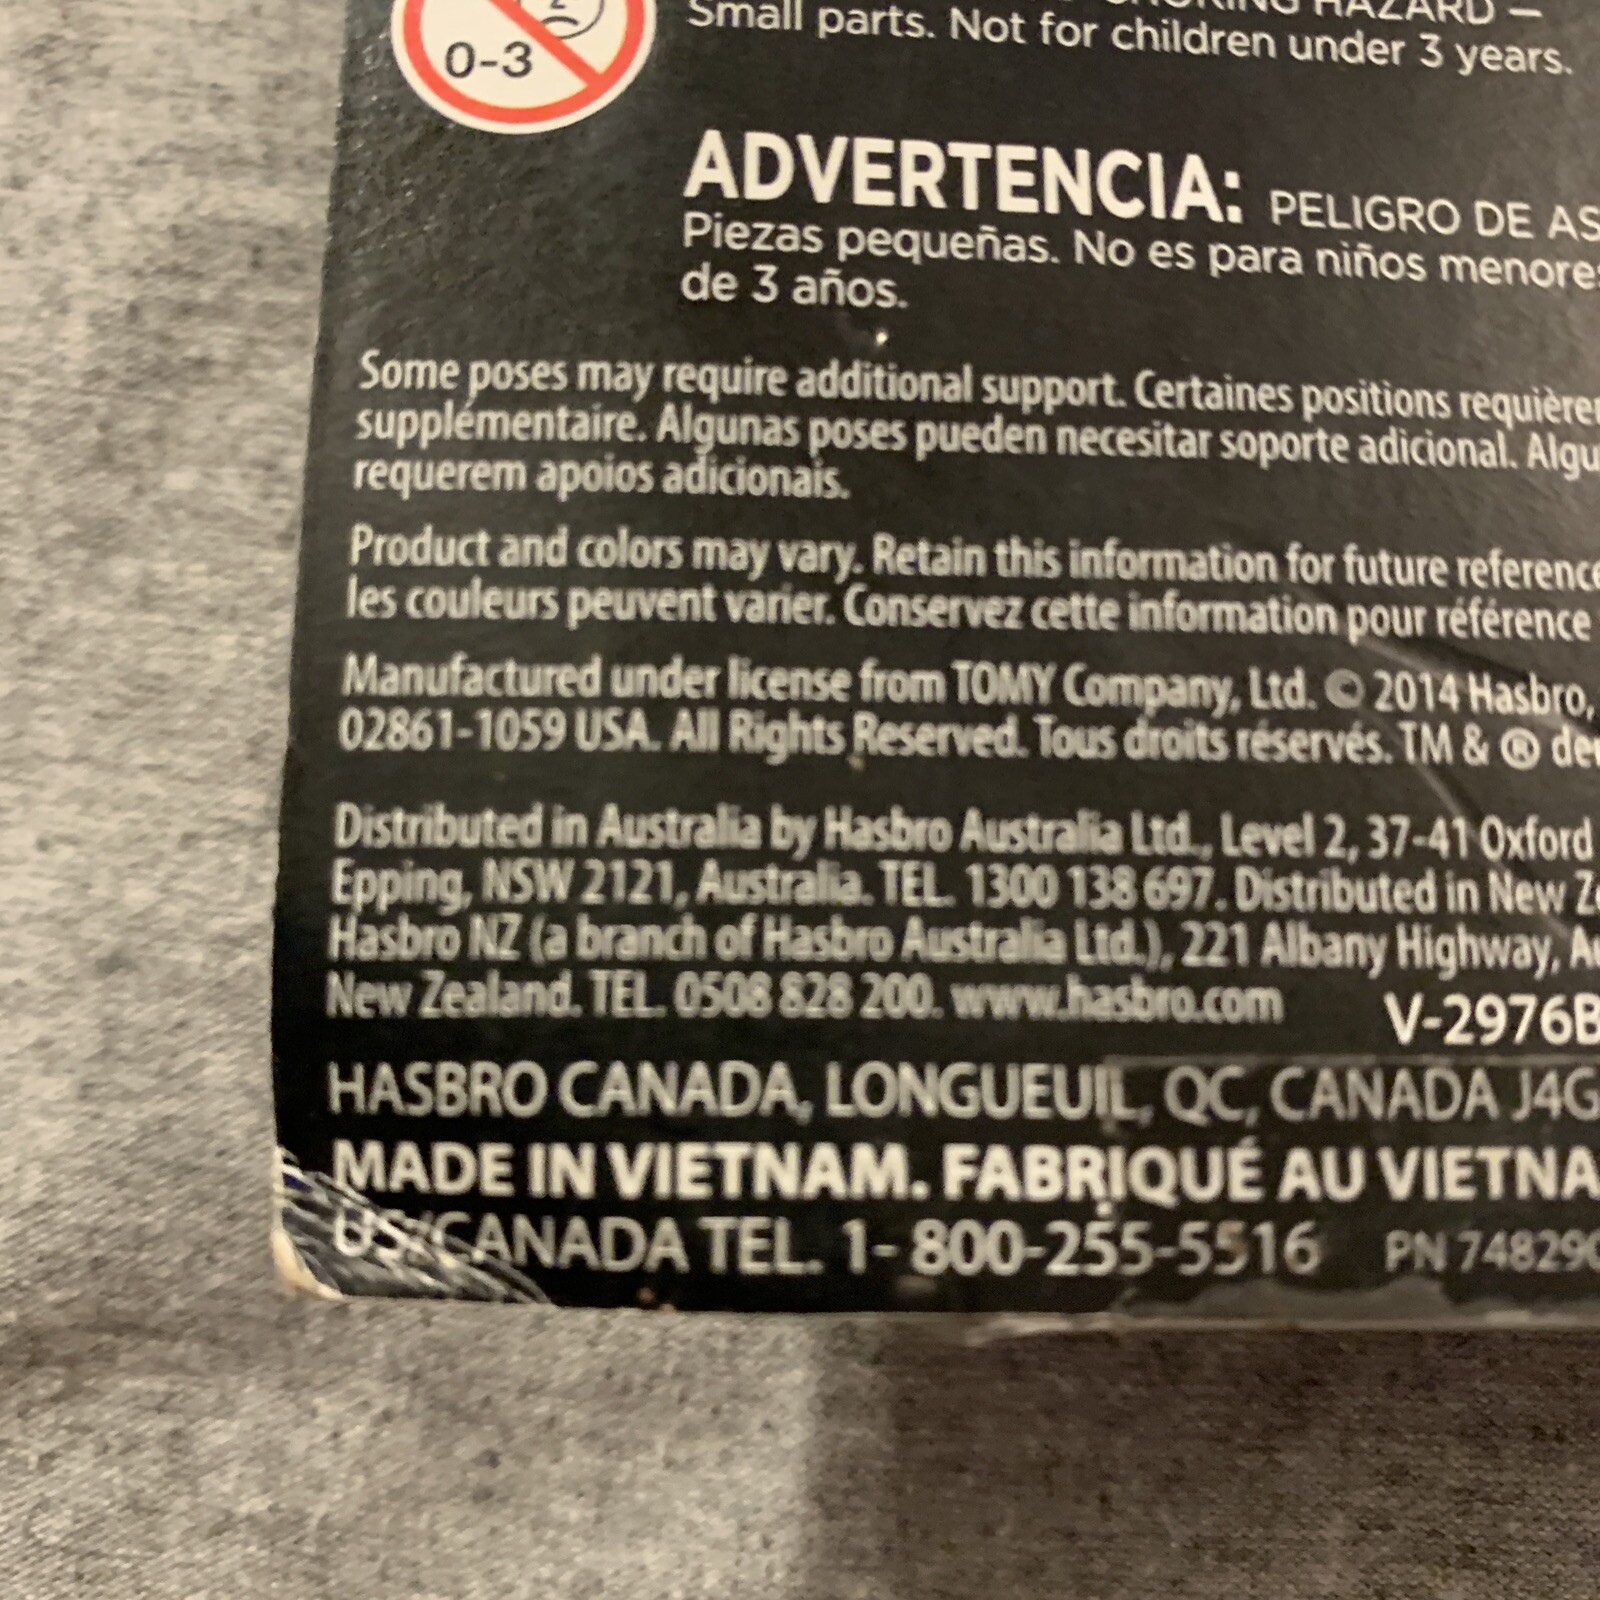 0-3
HAZARD –
Small parts. Not for children under 3 years.
ADVERTENCIA: PELIGRO DE AS
Piezas pequeñas. No es para niños menores
de 3 años.
Some poses may require additional support. Certaines positions requièren
supplémentaire. Algunas poses pueden necesitar soporte adicional. Algu
requerem apoios adicionais.
Product and colors may vary. Retain this information for future reference
les couleurs peuvent varier. Conservez cette information pour référence
Manufactured under license from TOMY Company, Ltd. © 2014 Hasbro,
02861-1059 USA. All Rights Reserved. Tous droits réservés. TM & ® de
Distributed in Australia by Hasbro Australia Ltd., Level 2, 37-41 Oxford
Epping, NSW 2121, Australia. TEL. 1300 138 697. Distributed in New Ze
Hasbro NZ (a branch of Hasbro Australia Ltd.), 221 Albany Highway, Au
New Zealand. TEL. 0508 828 200. www.hasbro.com V-2976B
HASBRO CANADA, LONGUEUIL, QC, CANADA J4G
MADE IN VIETNAM. FABRIQUÉ AU VIETNA
US/CANADA TEL. 1- 800-255-5516 PN 748290